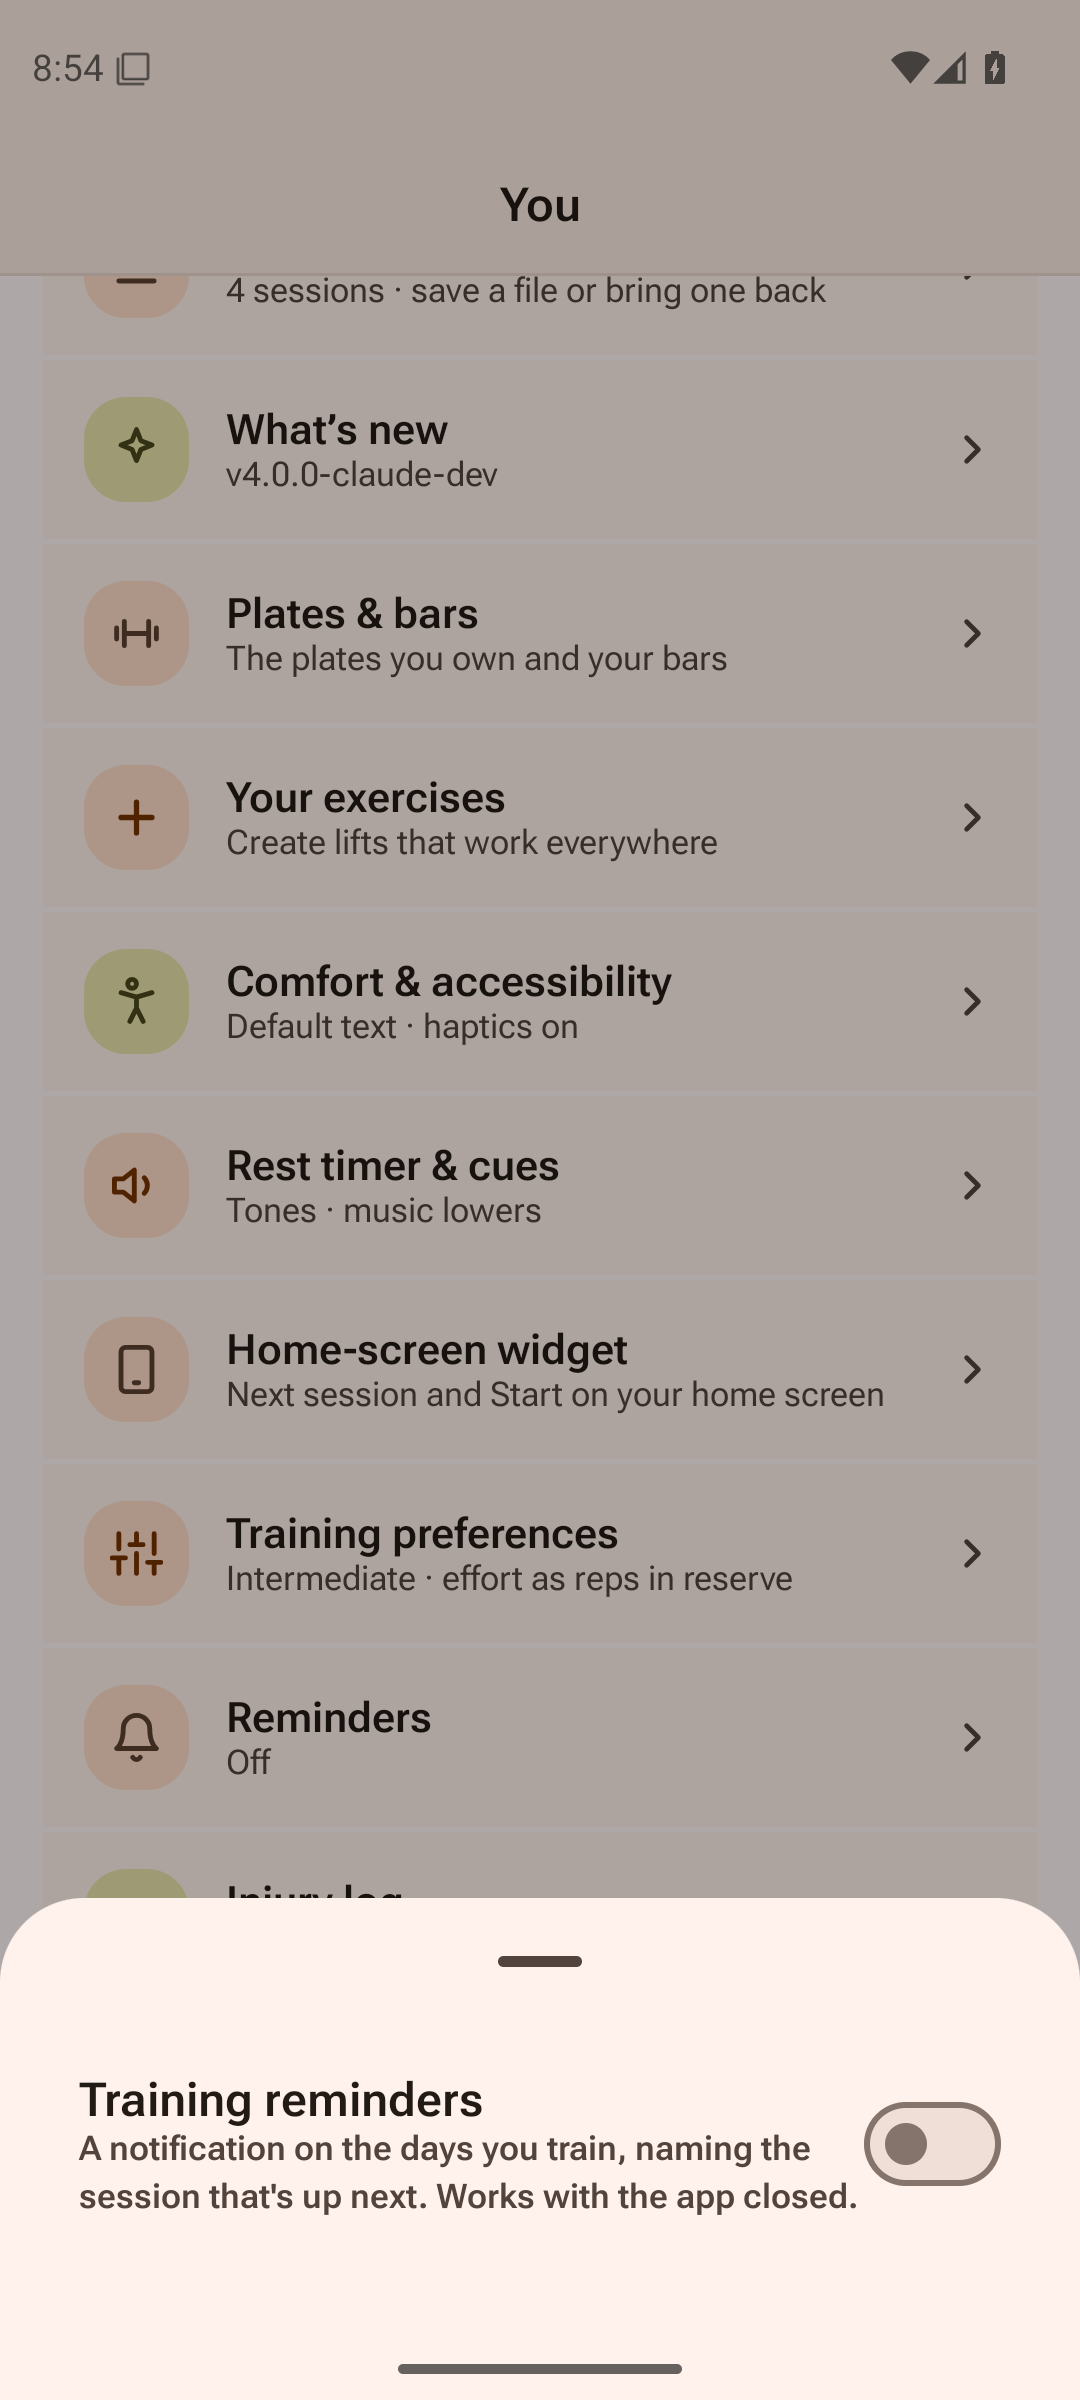 8:54
You
4 sessions · save a file or bring one back
What’s new
v4.0.0-claude-dev
Plates & bars
The plates you own and your bars
Your exercises
Create lifts that work everywhere
Comfort & accessibility
Default text · haptics on
Rest timer & cues
Tones · music lowers
Home-screen widget
Next session and Start on your home screen
Training preferences
Intermediate · effort as reps in reserve
Reminders
Off
Injury log
Training reminders
A notification on the days you train, naming the
session that's up next. Works with the app closed.